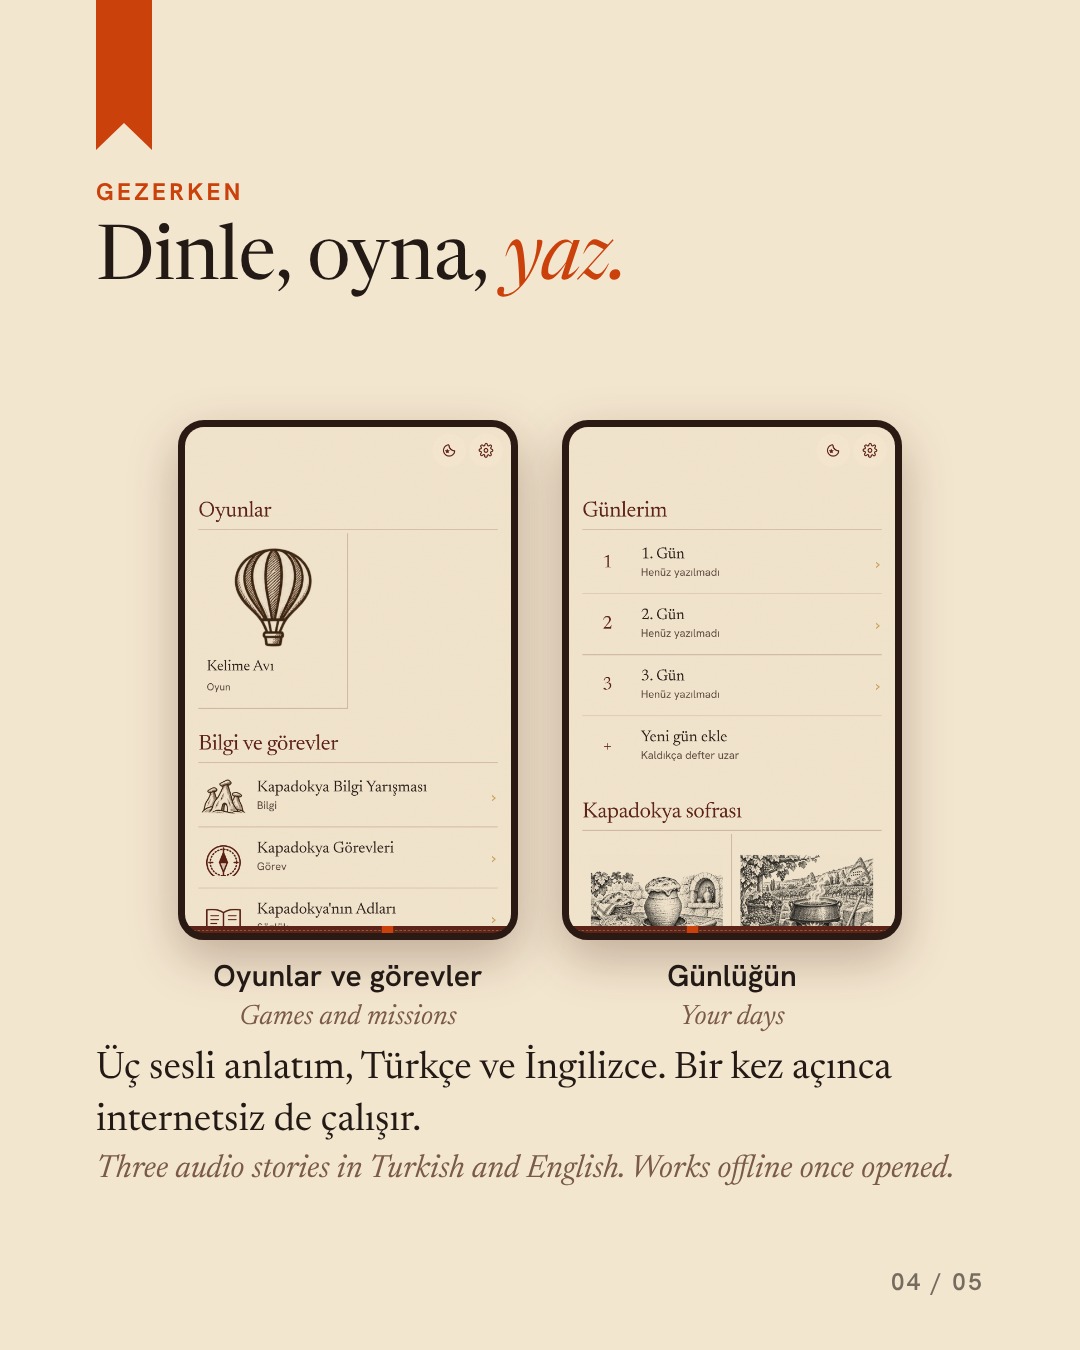 GEZERKEN
Dinle, oyna, yaz.
Oyunlar
Kelime Avı
Oyun
Bilgi ve görevler
Kapadokya Bilgi Yarışması
Bilgi
Kapadokya Görevleri
Görev
Kapadokya'nın Adları
Günlerim
1
1. Gün
Henüz yazılmadı
2
2. Gün
Henüz yazılmadı
3
3. Gün
Henüz yazılmadı
+
Yeni gün ekle
Kaldıkça defter uzar
Kapadokya sofrası
Oyunlar ve görevler
Games and missions
Günlüğün
Your days
Üç sesli anlatım, Türkçe ve İngilizce. Bir kez açınca
internetsiz de çalışır.
Three audio stories in Turkish and English. Works offline once opened.
04 / 05